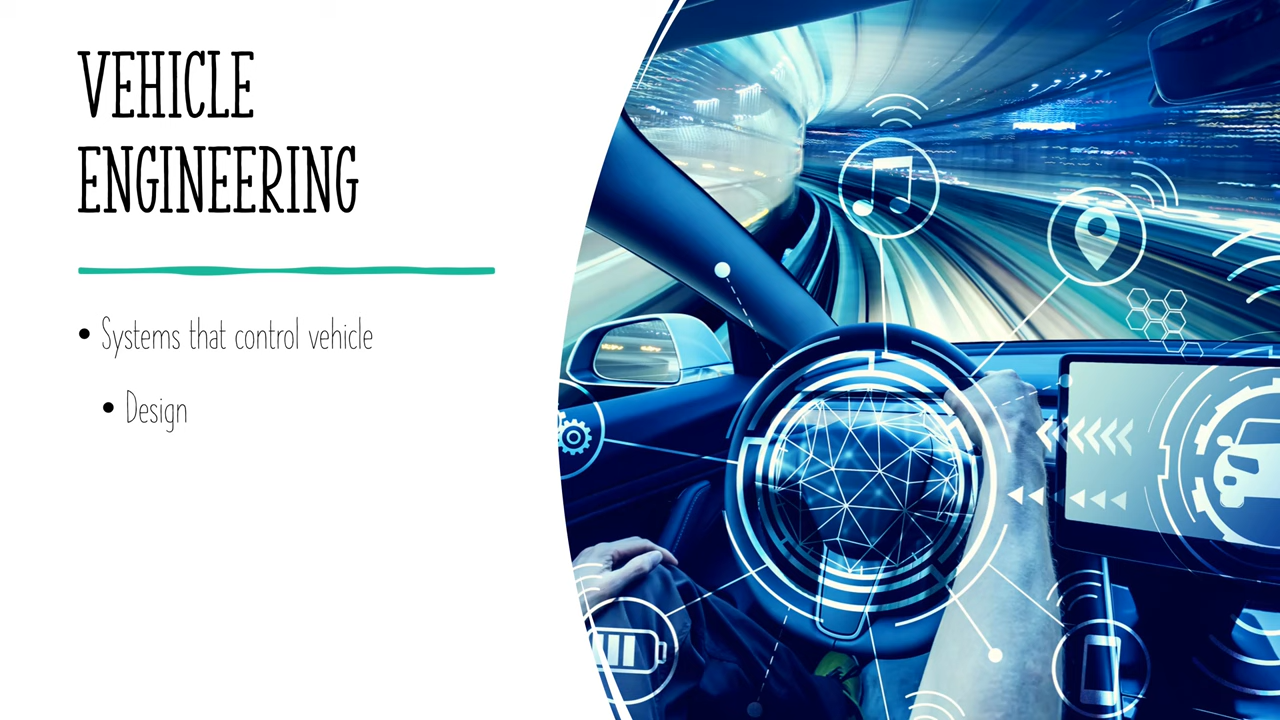 VEHICLE
ENGINEERING
• Systems that control vehicle
• Design